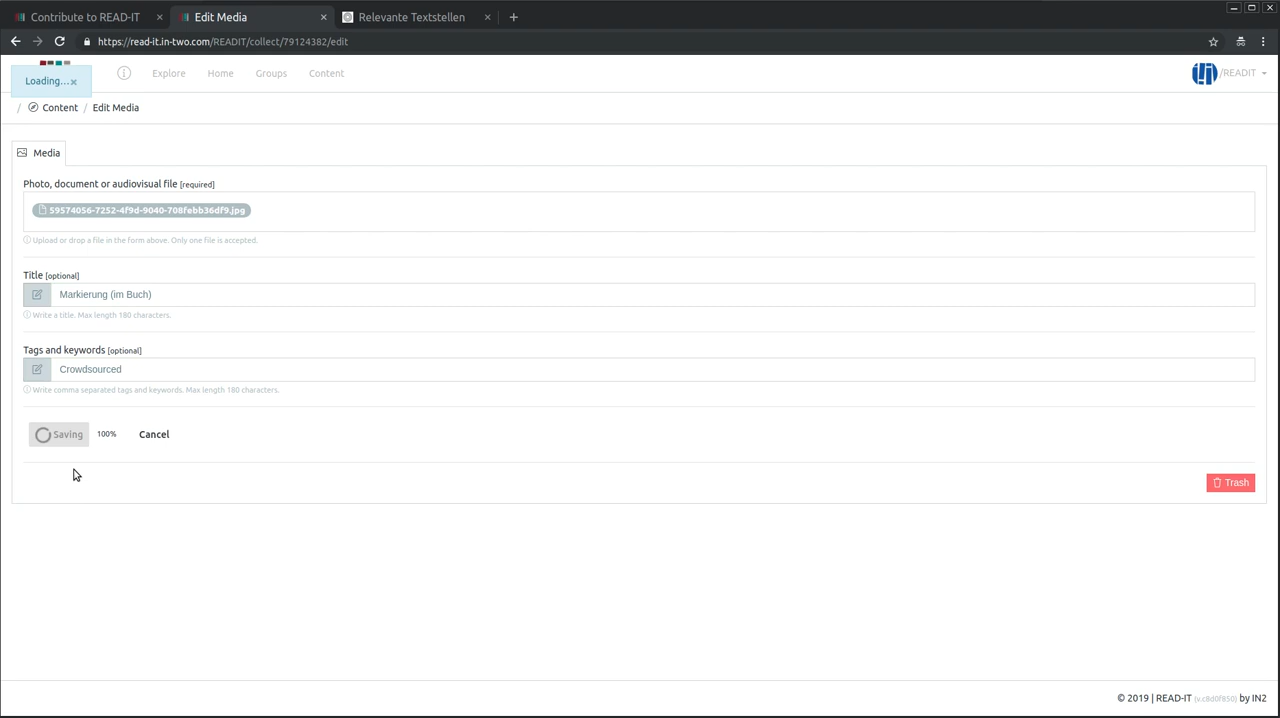 Contribute to READ-IT
Edit Media
Relevante Textstellen
https://read-it.in-two.com/READIT/collect/79124382/edit
Loading...
Explore
Home
Groups
Content
/READIT
/ Content / Edit Media
Media
Photo, document or audiovisual file [required]
59574056-7252-4f9d-9040-708febb36df9.jpg
Upload or drop a file in the form above. Only one file is accepted.
Title [optional]
Markierung (im Buch)
Write a title. Max length 180 characters.
Tags and keywords [optional]
Crowdsourced
Write comma separated tags and keywords. Max length 180 characters.
Saving
100%
Cancel
Trash
© 2019 | READ-IT (v.c8d0f850) by IN2